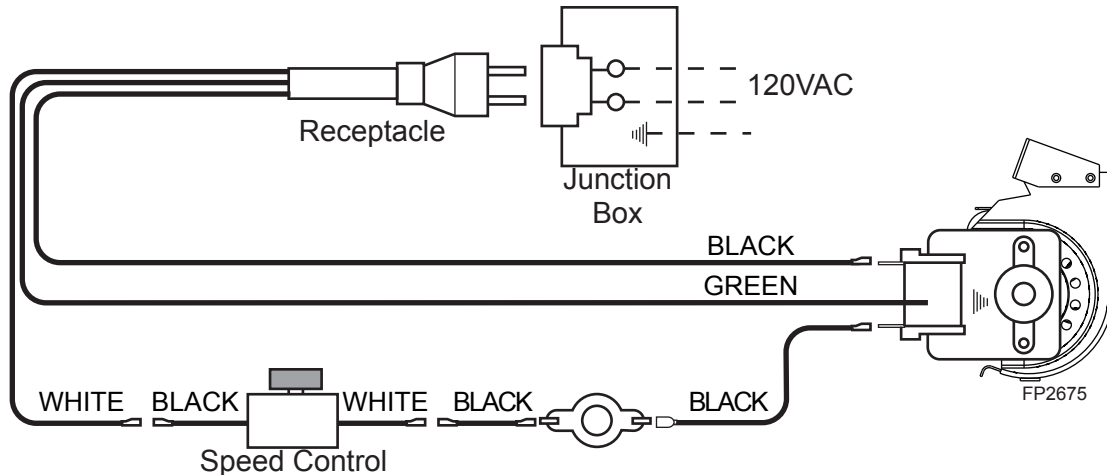 120VAC
Receptacle
Junction
Box
BLACK
GREEN
FP2675
WHITE BLACK WHITE BLACK BLACK
Speed Control